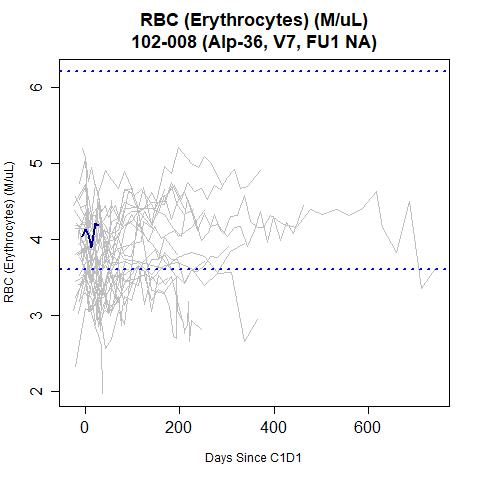 RBC (Erythrocytes) (M/uL)
102-008 (Alp-36, V7, FU1 NA)
RBC (Erythrocytes) (M/uL)
6
5
4
3
2
0
200
400
600
Days Since C1D1